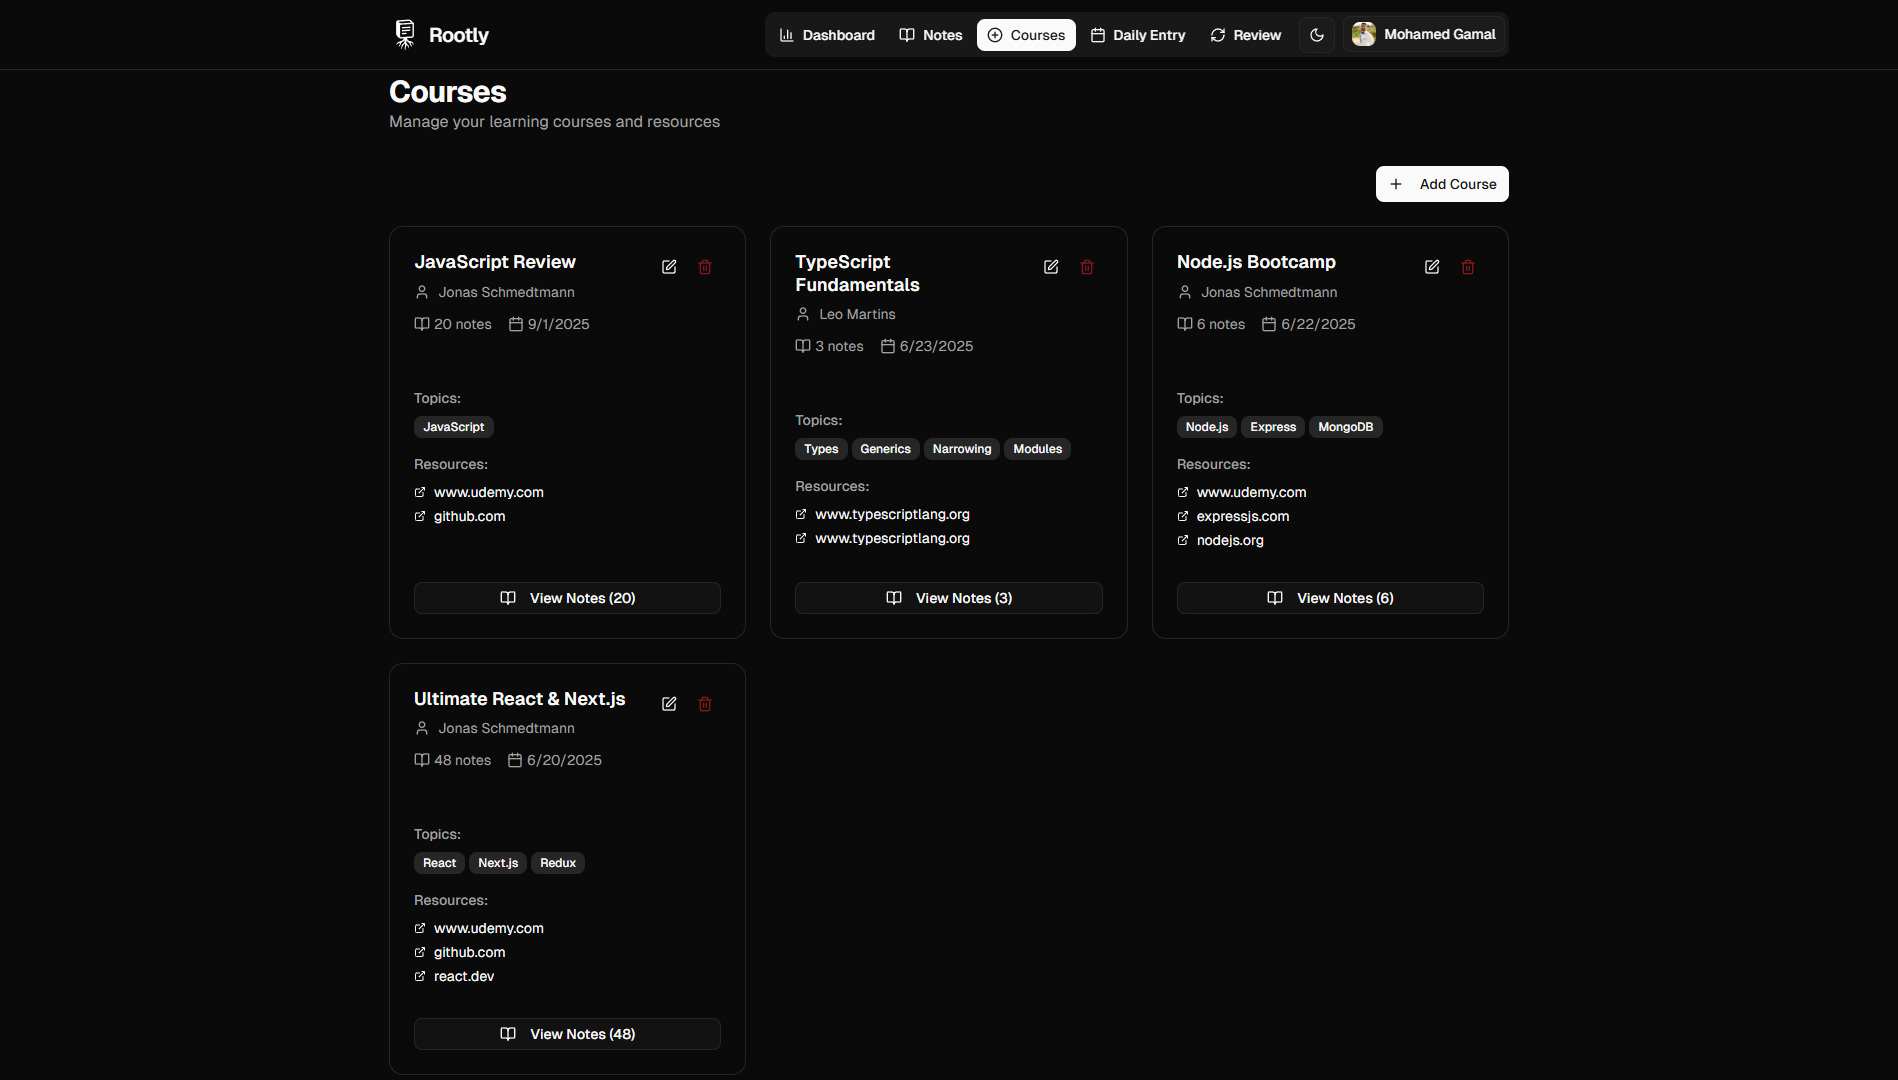 Rootly
Dashboard
Notes
Courses
Daily Entry
Review
Mohamed Gamal
Courses
Manage your learning courses and resources
Add Course
JavaScript Review
Jonas Schmedtmann
20 notes
9/1/2025
Topics:
JavaScript
Resources:
www.udemy.com
github.com
View Notes (20)
TypeScript
Fundamentals
Leo Martins
3 notes
6/23/2025
Topics:
Types
Generics
Narrowing
Modules
Resources:
www.typescriptlang.org
www.typescriptlang.org
View Notes (3)
Node.js Bootcamp
Jonas Schmedtmann
6 notes
6/22/2025
Topics:
Node.js
Express
MongoDB
Resources:
www.udemy.com
expressjs.com
nodejs.org
View Notes (6)
Ultimate React & Next.js
Jonas Schmedtmann
48 notes
6/20/2025
Topics:
React
Next.js
Redux
Resources:
www.udemy.com
github.com
react.dev
View Notes (48)